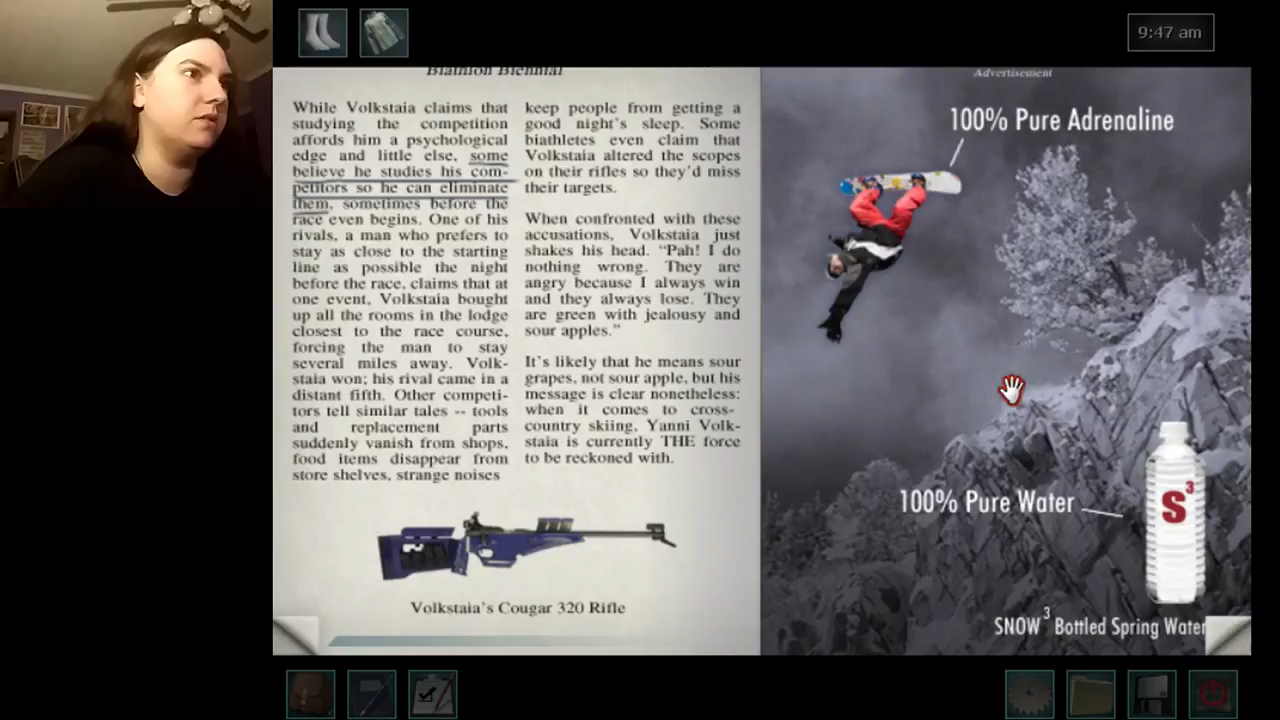 9:47 am
Biathlon Biennial
While Volkstaia claims that
studying the competition
affords him a psychological
edge and little else, some
believe he studies his com-
petitors so he can eliminate
them, sometimes before the
race even begins. One of his
rivals, a man who prefers to
stay as close to the starting
line as possible the night
before the race, claims that at
one event, Volkstaia bought
up all the rooms in the lodge
closest to the race course,
forcing the man to stay
several miles away. Volk-
staia won; his rival came in a
distant fifth. Other competi-
tors tell similar tales -- tools
and replacement parts
suddenly vanish from shops,
food items disappear from
store shelves, strange noises
keep people from getting a
good night's sleep. Some
biathletes even claim that
Volkstaia altered the scopes
on their rifles so they'd miss
their targets.
When confronted with these
accusations, Volkstaia just
shakes his head. “Pah! I do
nothing wrong. They are
angry because I always win
and they always lose. They
are green with jealousy and
sour apples.”
It's likely that he means sour
grapes, not sour apple, but his
message is clear nonetheless:
when it comes to cross-
country skiing, Yanni Volk-
staia is currently THE force
to be reckoned with.
Volkstaia's Cougar 320 Rifle
Advertisement
100% Pure Adrenaline
100% Pure Water
S³
SNOW³ Bottled Spring Water